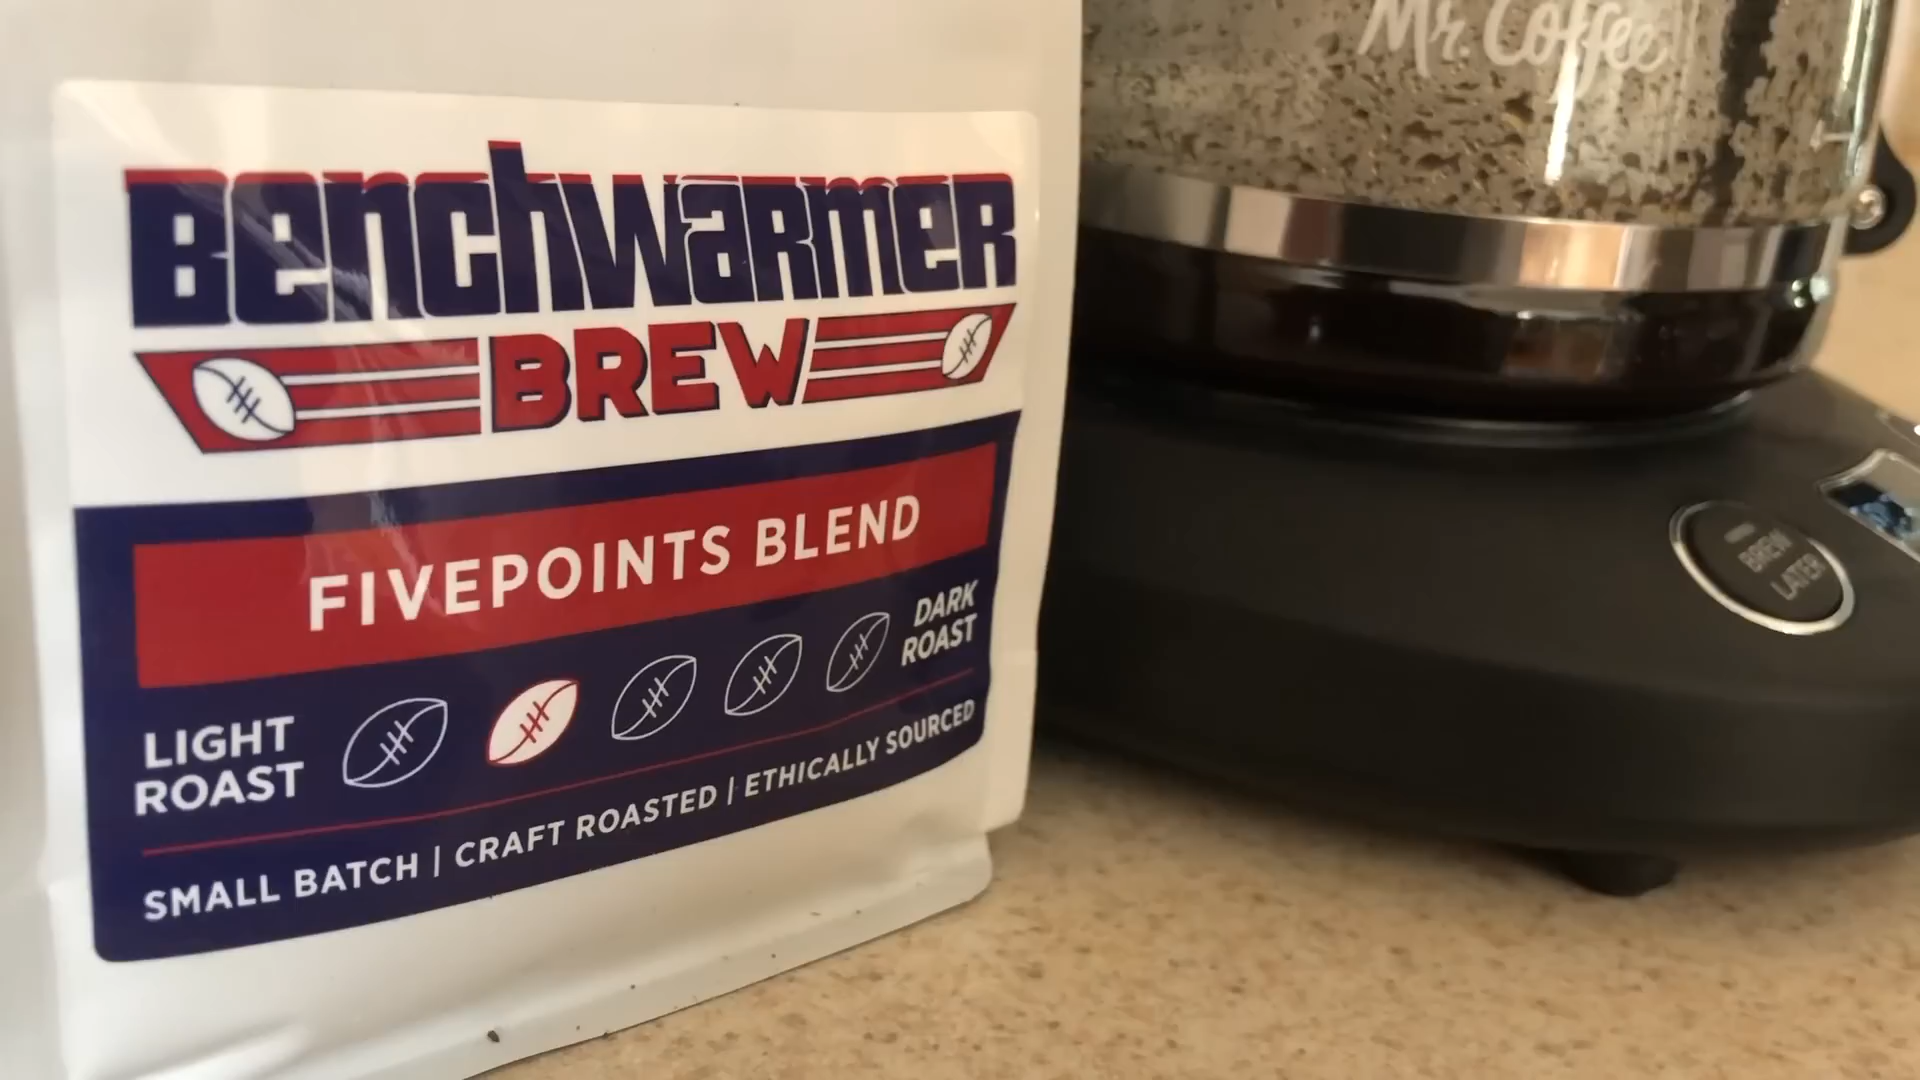 Mr. Coffee
Benchwarmer
BREW
FIVEPOINTS BLEND
LIGHT
ROAST
DARK
ROAST
SMALL BATCH | CRAFT ROASTED | ETHICALLY SOURCED
BREW
LATER